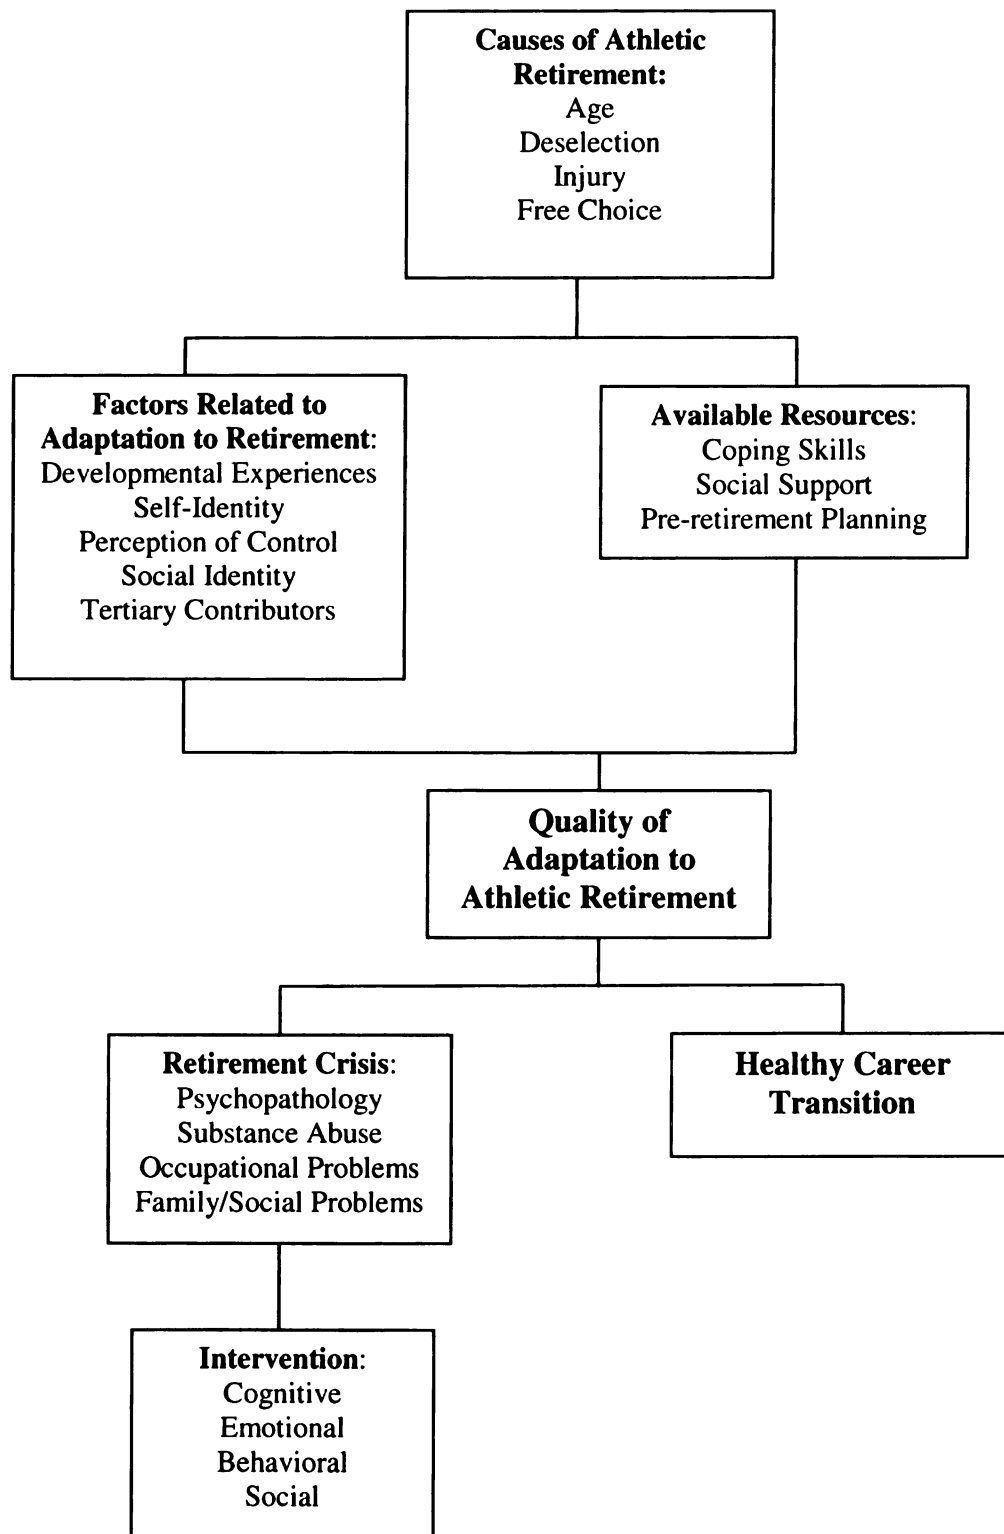 Causes of Athletic
Retirement:
Age
Deselection
Injury
Free Choice
Factors Related to
Adaptation to Retirement:
Developmental Experiences
Self-Identity
Perception of Control
Social Identity
Tertiary Contributors
Available Resources:
Coping Skills
Social Support
Pre-retirement Planning
Quality of
Adaptation to
Athletic Retirement
Retirement Crisis:
Psychopathology
Substance Abuse
Occupational Problems
Family/Social Problems
Healthy Career
Transition
Intervention:
Cognitive
Emotional
Behavioral
Social